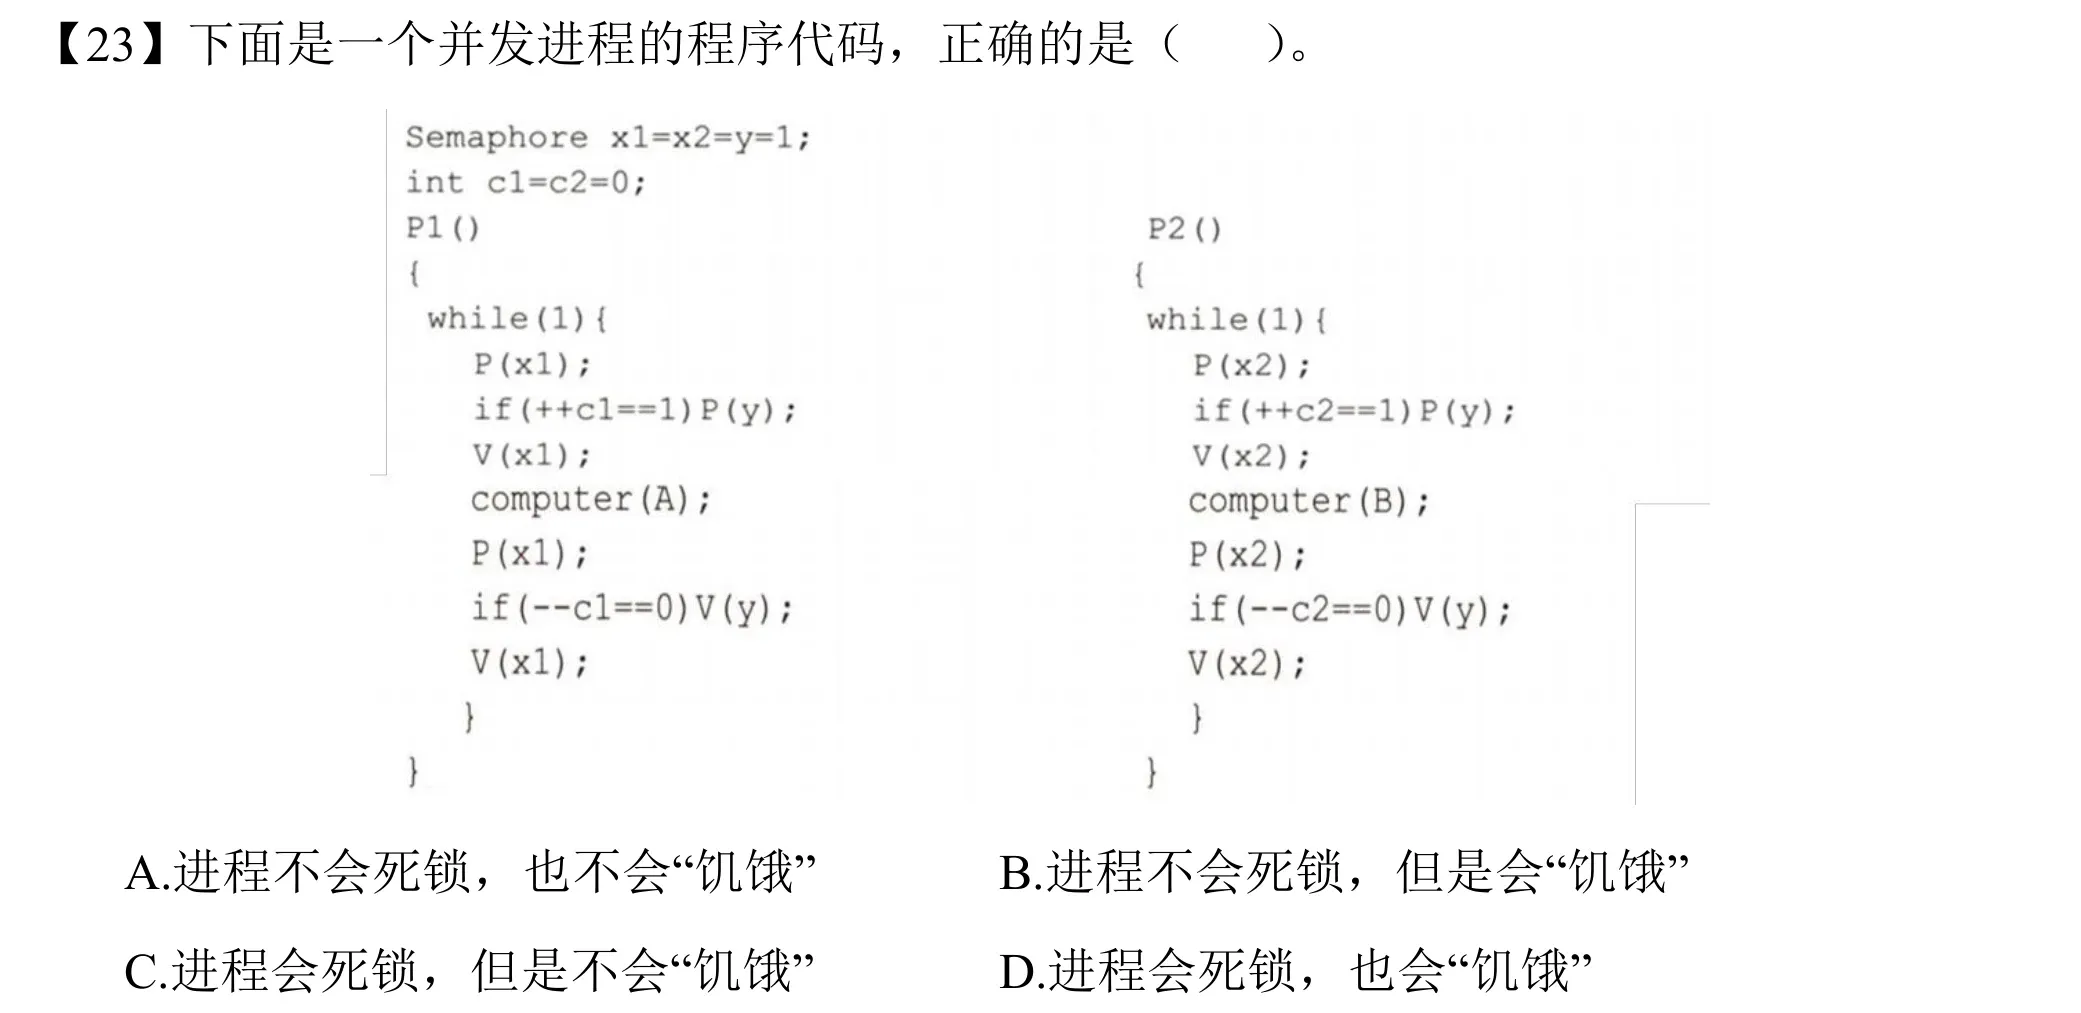 【23】下面是一个并发进程的程序代码，正确的是（ ）。
Semaphore x1=x2=y=1;
int c1=c2=0;
P1()
{
while(1){
P(x1);
if(++c1==1)P(y);
V(x1);
computer(A);
P(x1);
if(--c1==0)V(y);
V(x1);
}
}
P2()
{
while(1){
P(x2);
if(++c2==1)P(y);
V(x2);
computer(B);
P(x2);
if(--c2==0)V(y);
V(x2);
}
}
A.进程不会死锁，也不会“饥饿”
B.进程不会死锁，但是会“饥饿”
C.进程会死锁，但是不会“饥饿”
D.进程会死锁，也会“饥饿”